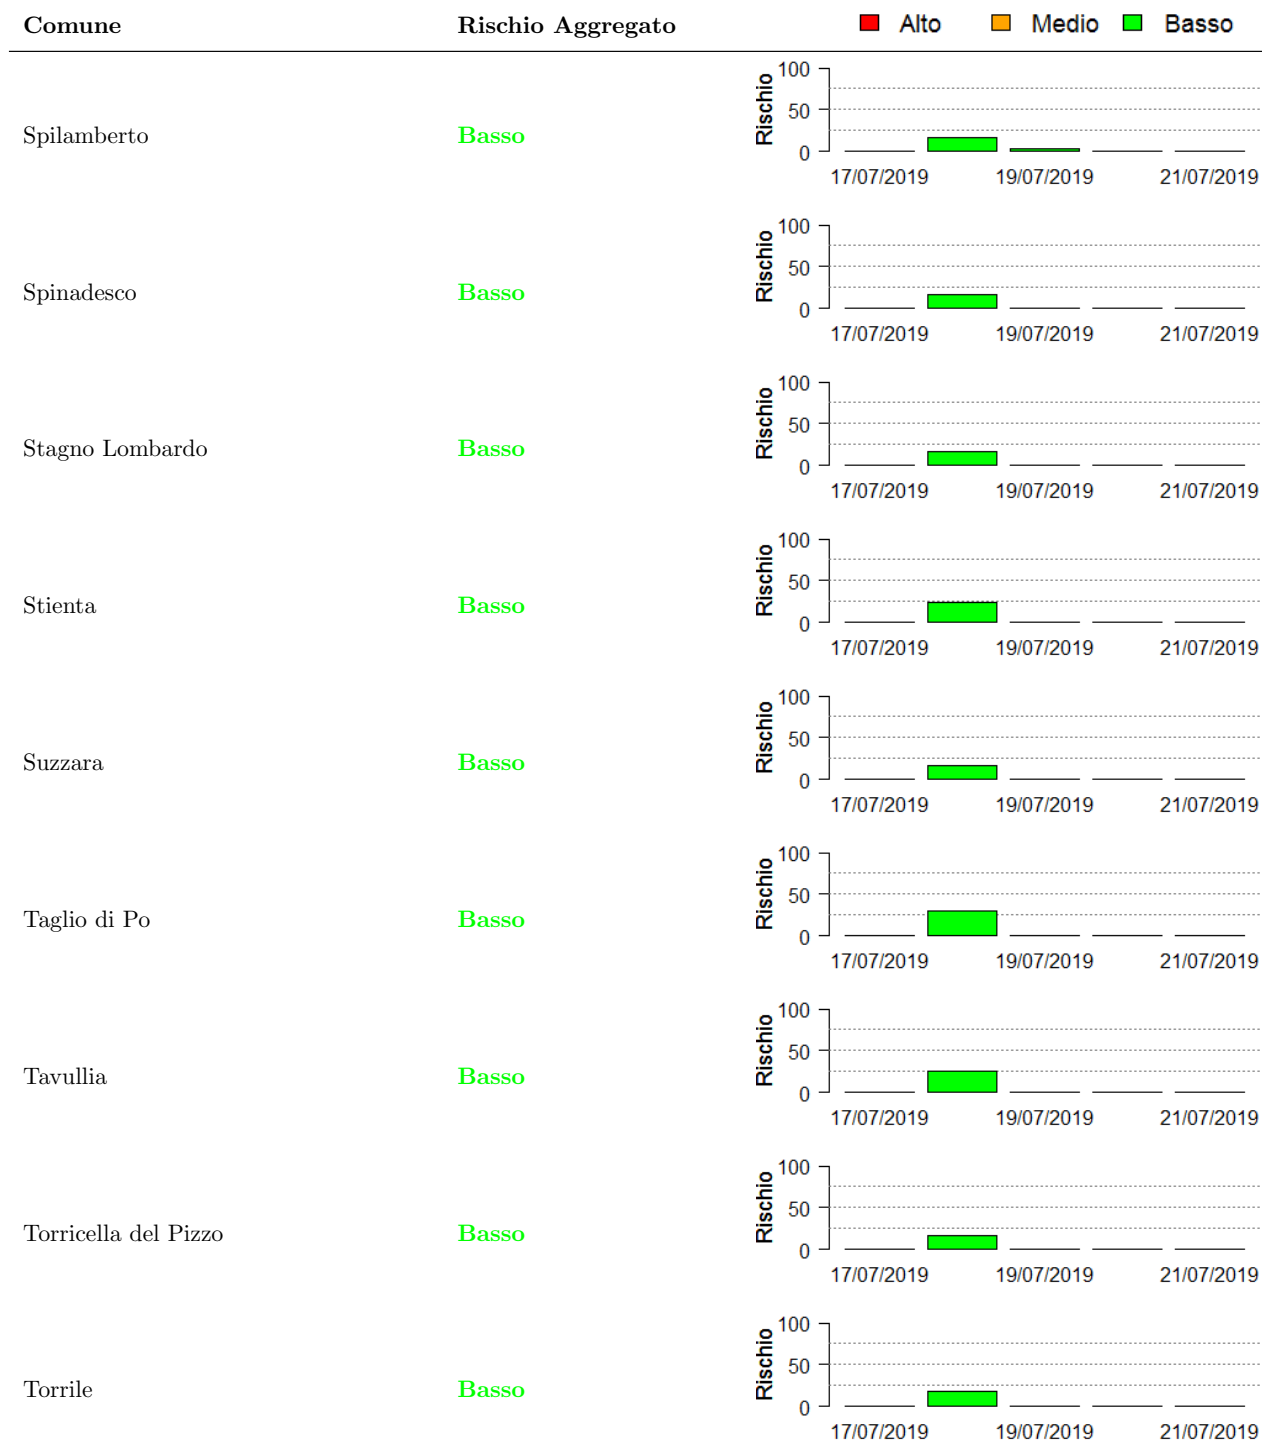 Comune Rischio Aggregato Alto Medio Basso
100
50
0
Rischio
Spilamberto Basso
17/07/2019 19/07/2019 21/07/2019
100
50
0
Rischio
Spinadesco Basso
17/07/2019 19/07/2019 21/07/2019
100
50
0
Rischio
Stagno Lombardo Basso
17/07/2019 19/07/2019 21/07/2019
100
50
0
Rischio
Stienta Basso
17/07/2019 19/07/2019 21/07/2019
100
50
0
Rischio
Suzzara Basso
17/07/2019 19/07/2019 21/07/2019
100
50
0
Rischio
Taglio di Po Basso
17/07/2019 19/07/2019 21/07/2019
100
50
0
Rischio
Tavullia Basso
17/07/2019 19/07/2019 21/07/2019
100
50
0
Rischio
Torricella del Pizzo Basso
17/07/2019 19/07/2019 21/07/2019
100
50
0
Rischio
Torrile Basso
17/07/2019 19/07/2019 21/07/2019